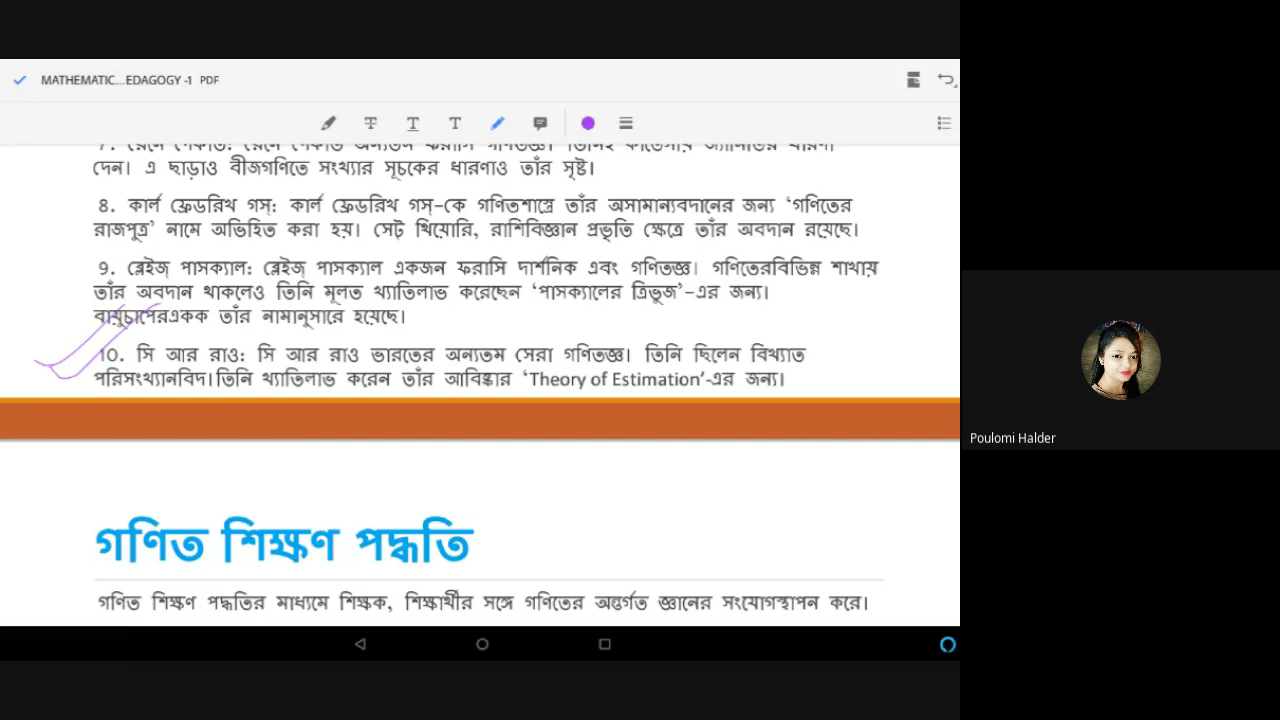 MATHEMATIC...EDAGOGY -1 PDF
দেন। এ ছাড়াও বীজগণিতে সংখ্যার সূচকের ধারণাও তাঁর সৃষ্ট।
8. কার্ল ফ্রেডরিখ গস্: কার্ল ফ্রেডরিখ গস্-কে গণিতশাস্ত্রে তাঁর অসামান্যবদানের জন্য ‘গণিতের
রাজপুত্র’ নামে অভিহিত করা হয়। সেট্ থিয়োরি, রাশিবিজ্ঞান প্রভৃতি ক্ষেত্রে তাঁর অবদান রয়েছে।
9. ব্লেইজ্ পাসক্যাল: ব্লেইজ্ পাসক্যাল একজন ফরাসি দার্শনিক এবং গণিতজ্ঞ। গণিতেরবিভিন্ন শাখায়
তাঁর অবদান থাকলেও তিনি মূলত খ্যাতিলাভ করেছেন ‘পাসক্যালের ত্রিভুজ’-এর জন্য।
বায়ুচাপেরএকক তাঁর নামানুসারে হয়েছে।
10. সি আর রাও: সি আর রাও ভারতের অন্যতম সেরা গণিতজ্ঞ। তিনি ছিলেন বিখ্যাত
পরিসংখ্যানবিদ।তিনি খ্যাতিলাভ করেন তাঁর আবিষ্কার ‘Theory of Estimation’-এর জন্য।
গণিত শিক্ষণ পদ্ধতি
গণিত শিক্ষণ পদ্ধতির মাধ্যমে শিক্ষক, শিক্ষার্থীর সঙ্গে গণিতের অন্তর্গত জ্ঞানের সংযোগস্থাপন করে।
Poulomi Halder